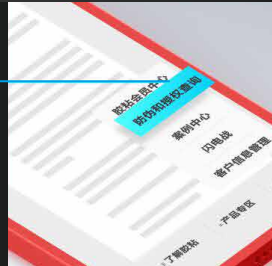 胶粘会员中心
防伪和授权查询
案例中心
闪电战
客户信息管理
产品专区
了解胶粘